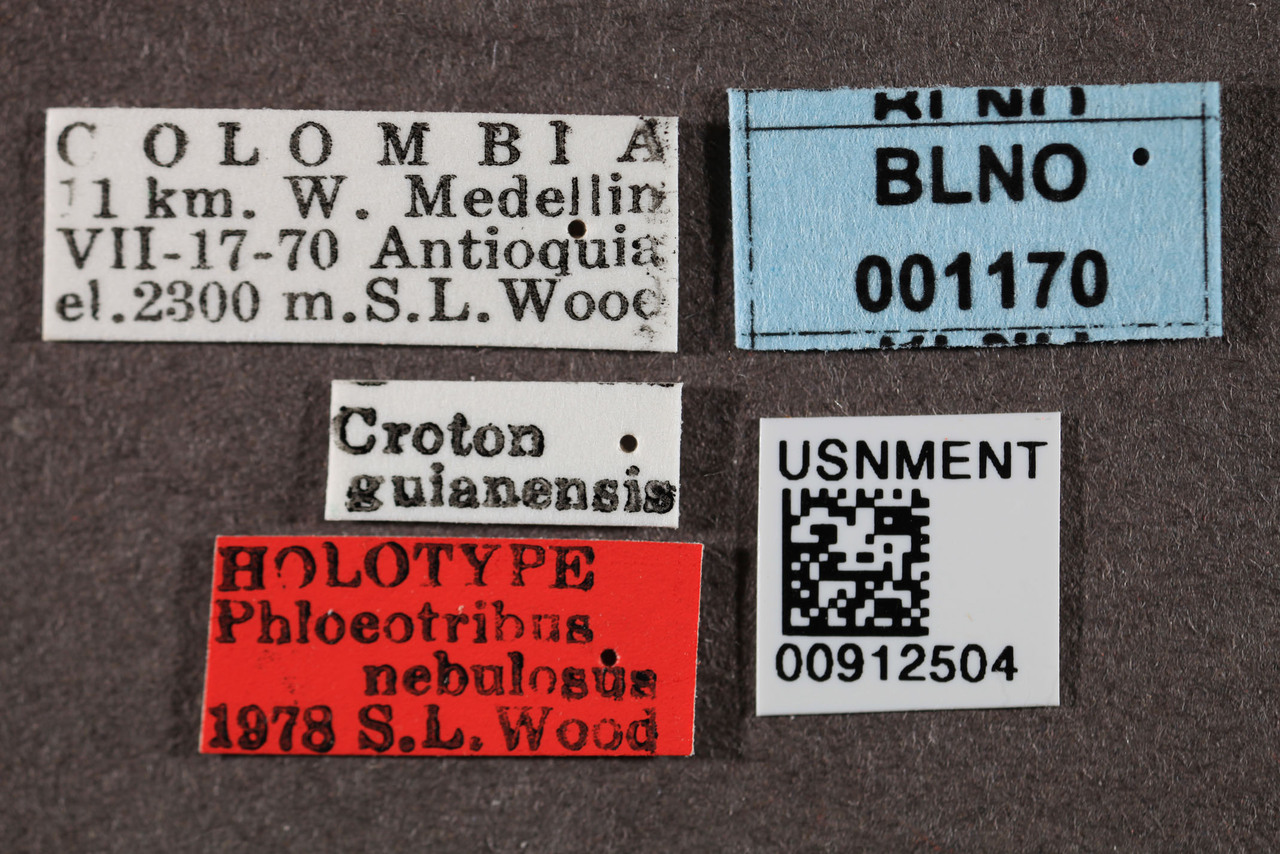 COLOMBIA
11 km. W. Medellin
VII-17-70 Antioquia
el.2300 m.S.L.Wood
BLNO
BLNO
001170
Croton
guianensis
HOLOTYPE
Phloeotribus
nebulosus
1978 S.L. Wood
USNMENT
00912504